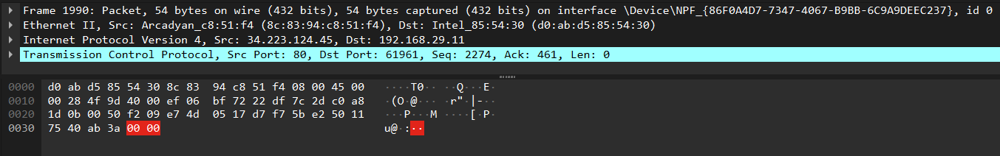 Frame 1990: Packet, 54 bytes on wire (432 bits), 54 bytes captured (432 bits) on interface \Device\NPF_{86F0A4D7-7347-4067-B9BB-6C9A9DEEC237}, id 0
Ethernet II, Src: Arcadyan_c8:51:f4 (8c:83:94:c8:51:f4), Dst: Intel_85:54:30 (d0:ab:d5:85:54:30)
Internet Protocol Version 4, Src: 34.223.124.45, Dst: 192.168.29.11
Transmission Control Protocol, Src Port: 80, Dst Port: 61961, Seq: 2274, Ack: 461, Len: 0
0000 d0 ab d5 85 54 30 8c 83 94 c8 51 f4 08 00 45 00 ····T0·· ··Q···E·
0010 00 28 4f 9d 40 00 ef 06 bf 72 22 df 7c 2d c0 a8 ·(O·@··· ·r"·|-··
0020 1d 0b 00 50 f2 09 e7 4d 05 17 d7 f7 5b e2 50 11 ···P···M ····[·P·
0030 75 40 ab 3a 00 00 u@·:··